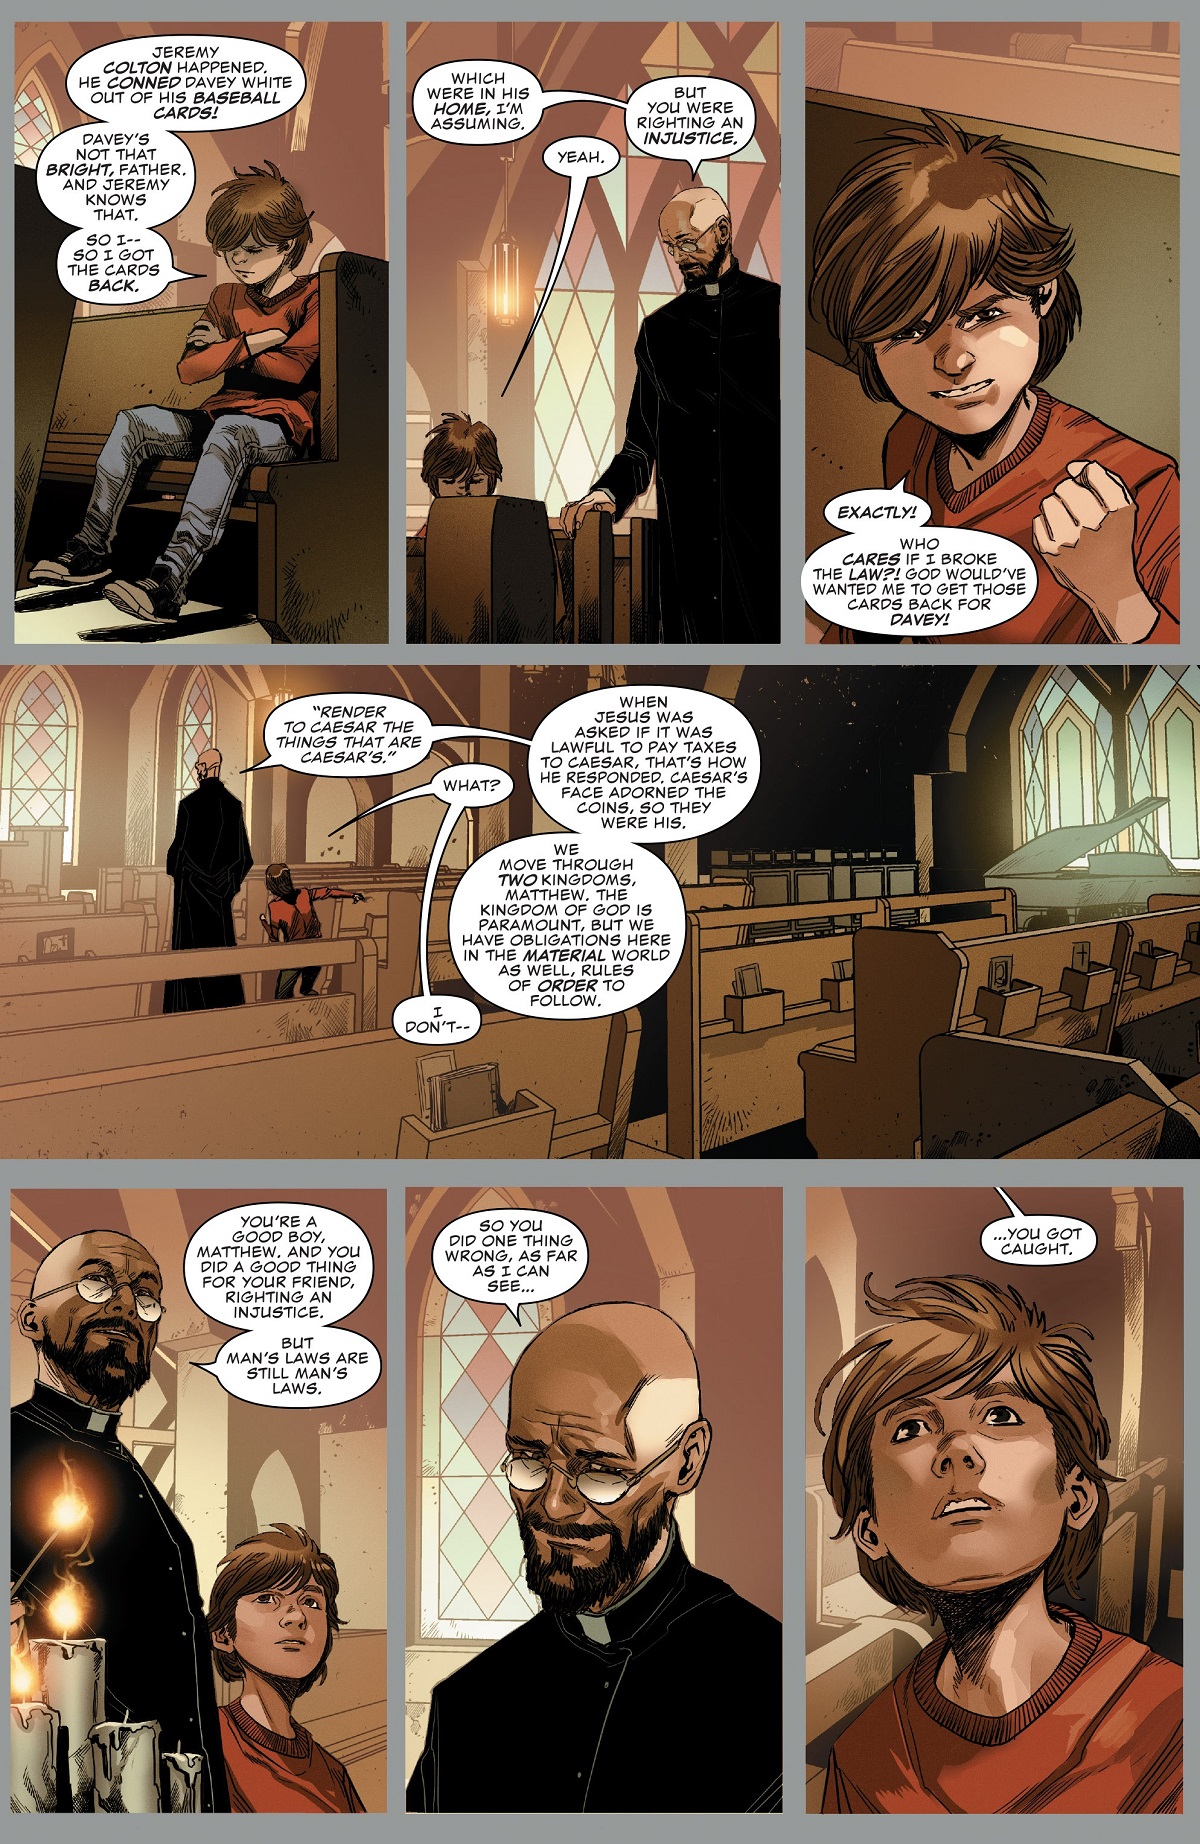 JEREMY
COLTON HAPPENED.
HE CONNED DAVEY WHITE
OUT OF HIS BASEBALL
CARDS!
DAVEY'S
NOT THAT
BRIGHT, FATHER.
AND JEREMY
KNOWS
THAT.
SO I--
SO I GOT
THE CARDS
BACK.
WHICH
WERE IN HIS
HOME, I'M
ASSUMING.
YEAH.
BUT
YOU WERE
RIGHTING AN
INJUSTICE.
EXACTLY!
WHO
CARES IF I BROKE
THE LAW?! GOD WOULD'VE
WANTED ME TO GET THOSE
CARDS BACK FOR
DAVEY!
"RENDER
TO CAESAR THE
THINGS THAT ARE
CAESAR'S."
WHAT?
WHEN
JESUS WAS
ASKED IF IT WAS
LAWFUL TO PAY TAXES
TO CAESAR, THAT'S HOW
HE RESPONDED. CAESAR'S
FACE ADORNED THE
COINS, SO THEY
WERE HIS.
WE
MOVE THROUGH
TWO KINGDOMS,
MATTHEW. THE
KINGDOM OF GOD IS
PARAMOUNT, BUT WE
HAVE OBLIGATIONS HERE
IN THE MATERIAL WORLD
AS WELL, RULES
OF ORDER TO
FOLLOW.
I
DON'T--
YOU'RE A
GOOD BOY,
MATTHEW. AND YOU
DID A GOOD THING
FOR YOUR FRIEND,
RIGHTING AN
INJUSTICE.
BUT
MAN'S LAWS ARE
STILL MAN'S
LAWS.
SO YOU
DID ONE THING
WRONG, AS FAR
AS I CAN
SEE...
...YOU GOT
CAUGHT.